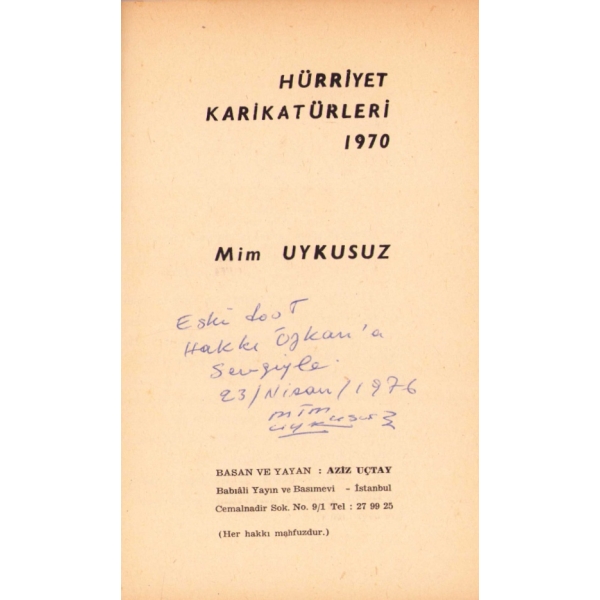 HÜRRİYET
KARİKATÜRLERİ
1970
Mim UYKUSUZ
Eski dost
Hakkı Özkan'a
Sevgiyle.
23/Nisan/1976
mim
uykusuz
BASAN VE YAYAN : AZİZ UÇTAY
Babıâli Yayın ve Basımevi - İstanbul
Cemalnadir Sok. No. 9/1 Tel : 27 99 25
(Her hakkı mahfuzdur.)